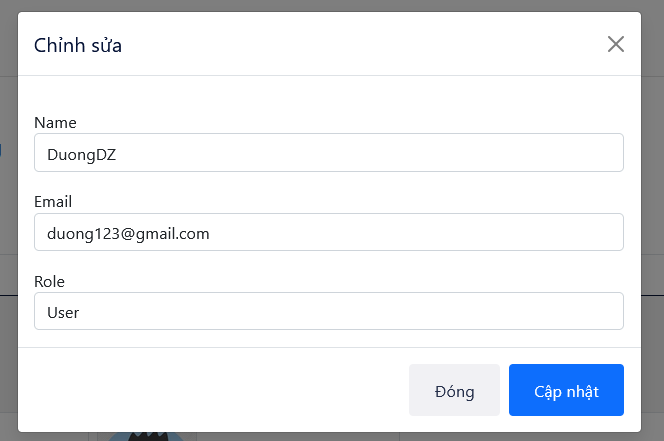 Chỉnh sửa
Name
DuongDZ
Email
duong123@gmail.com
Role
User
Đóng
Cập nhật